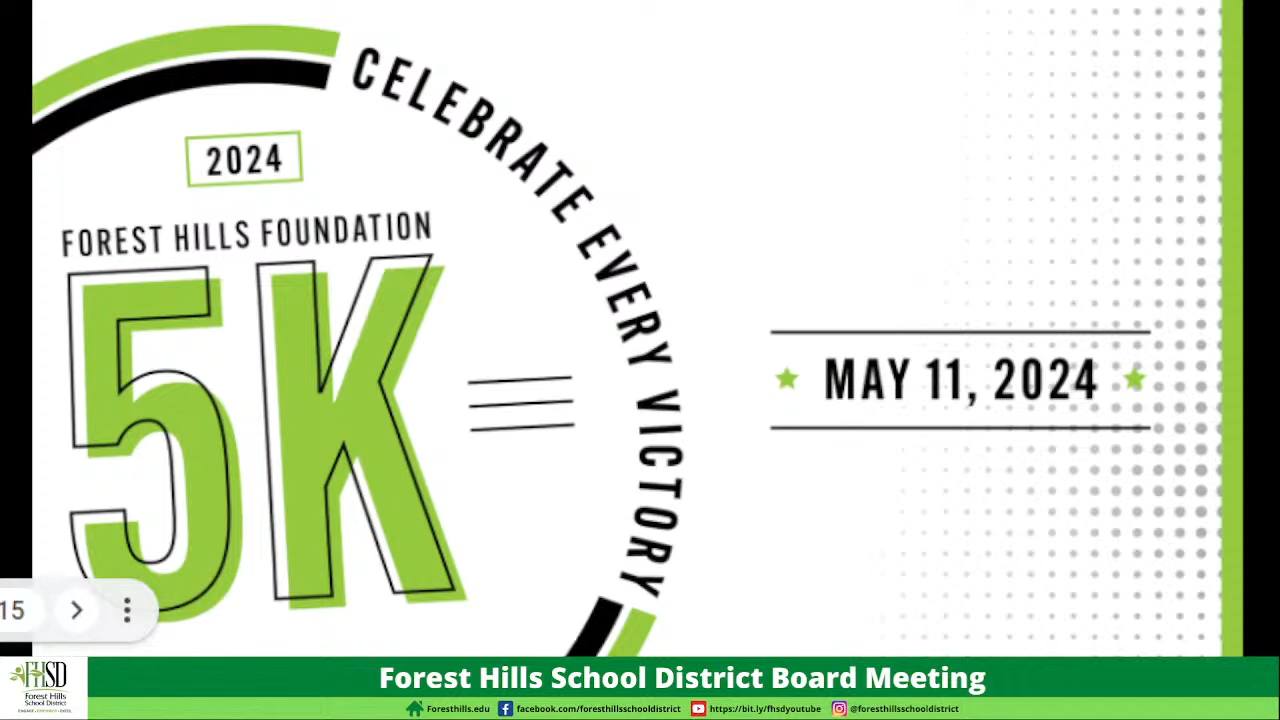 CELEBRATE EVERY VICTORY
2024
FOREST HILLS FOUNDATION
5K
MAY 11, 2024
15
FHSD
Forest Hills
School District
Forest Hills School District Board Meeting
Foresthills.edu facebook.com/foresthillsschooldistrict https://bit.ly/fhsdyoutube @foresthillsschooldistrict